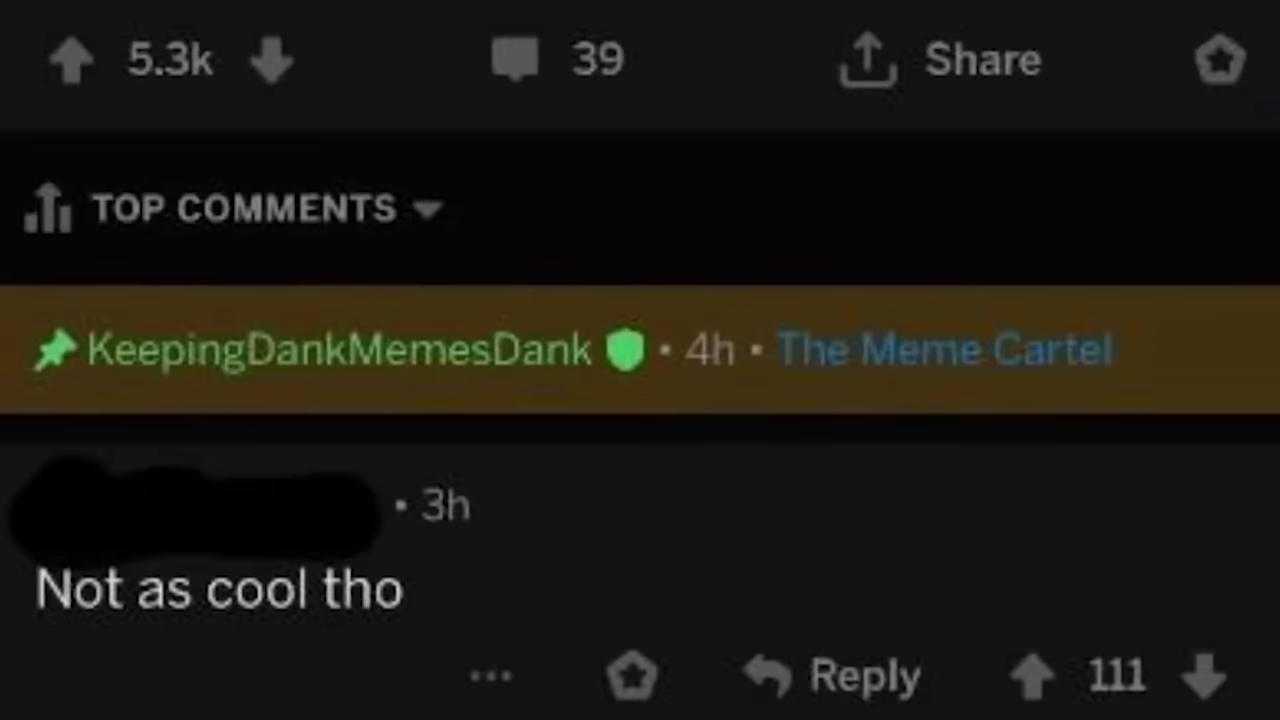 5.3k 39 Share
TOP COMMENTS
KeepingDankMemesDank • 4h • The Meme Cartel
• 3h
Not as cool tho
... Reply 111